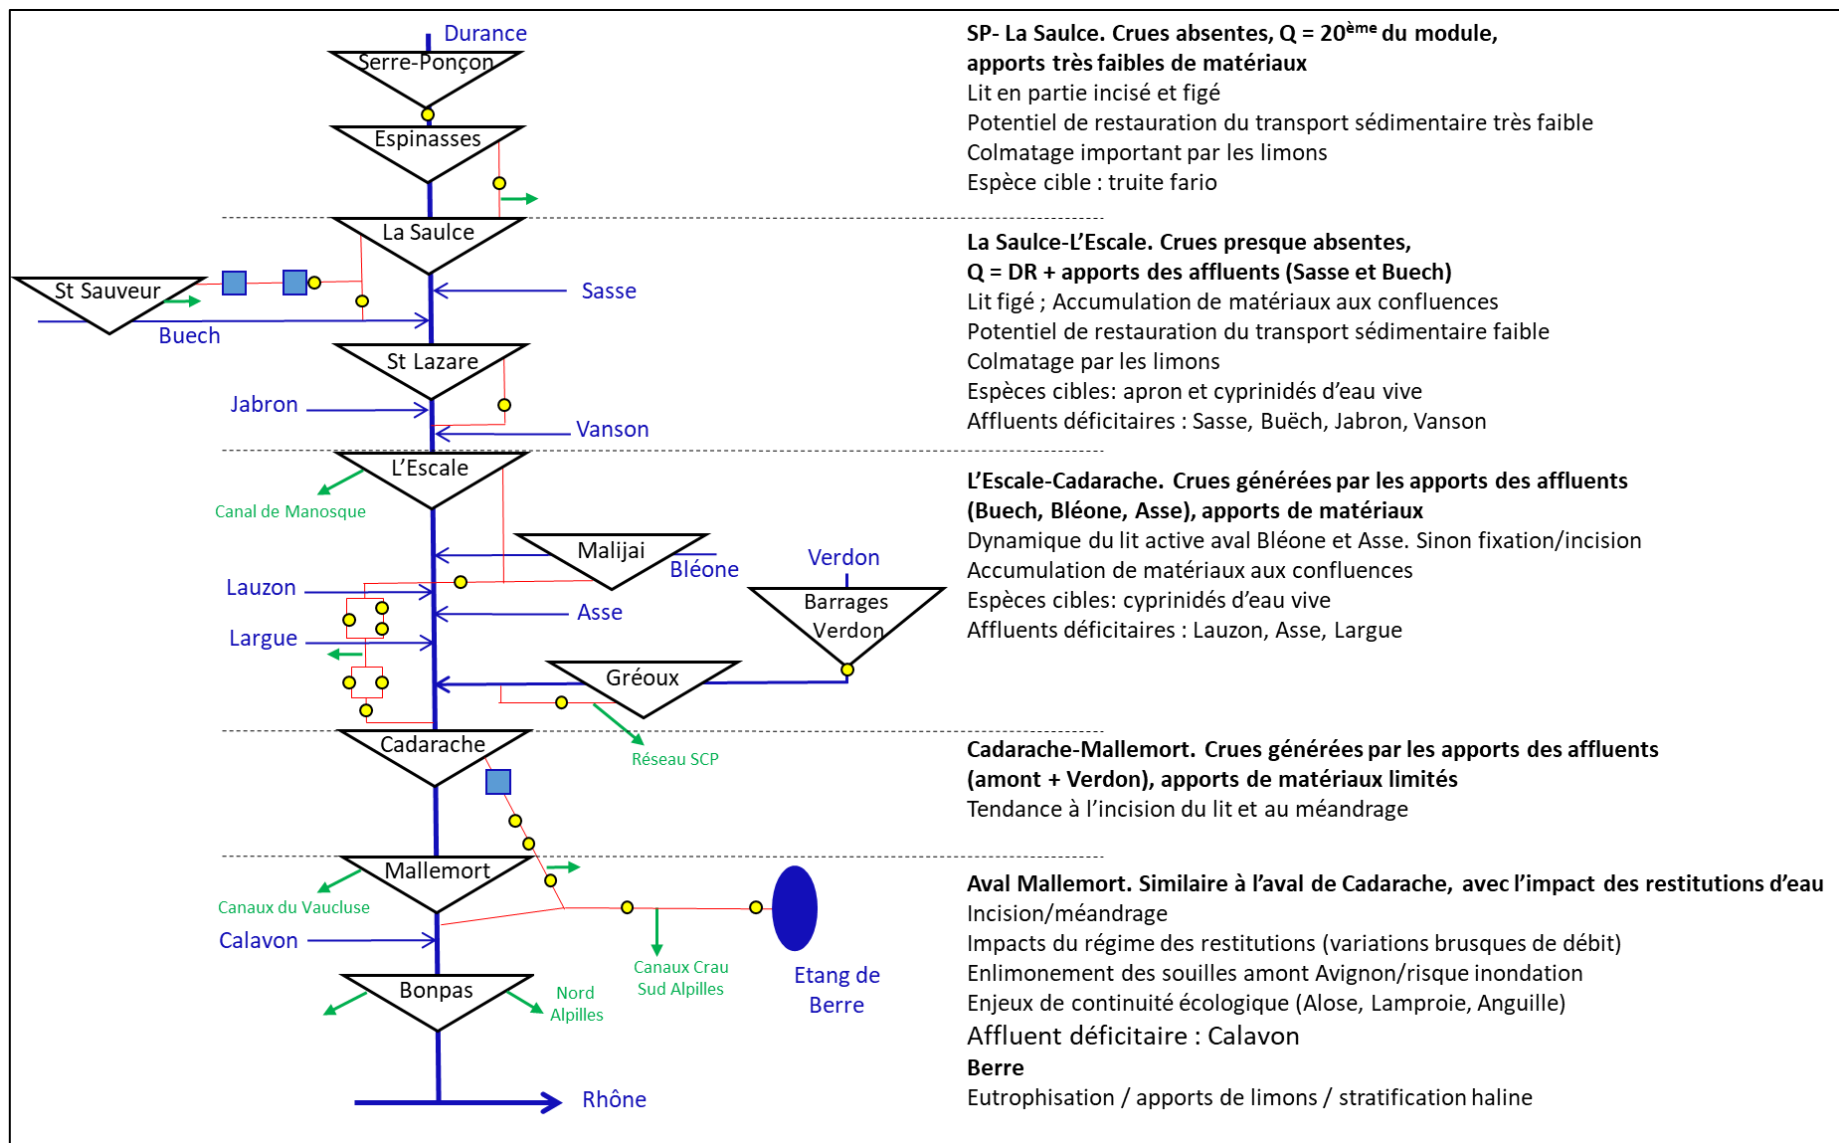 Durance
Serre-Ponçon
Espinasses
La Saulce
St Sauveur
Sasse
Buech
St Lazare
Jabron
Vanson
L'Escale
Canal de Manosque
Malijai
Bléone
Verdon
Lauzon
Barrages
Verdon
Asse
Largue
Gréoux
Réseau SCP
Cadarache
Mallemort
Canaux du Vaucluse
Calavon
Canaux Crau
Sud Alpilles
Etang de
Berre
Bonpas
Nord
Alpilles
Rhône
SP- La Saulce. Crues absentes, Q = 20ème du module,
apports très faibles de matériaux
Lit en partie incisé et figé
Potentiel de restauration du transport sédimentaire très faible
Colmatage important par les limons
Espèce cible : truite fario
La Saulce-L'Escale. Crues presque absentes,
Q = DR + apports des affluents (Sasse et Buech)
Lit figé ; Accumulation de matériaux aux confluences
Potentiel de restauration du transport sédimentaire faible
Colmatage par les limons
Espèces cibles: apron et cyprinidés d'eau vive
Affluents déficitaires : Sasse, Buëch, Jabron, Vanson
L'Escale-Cadarache. Crues générées par les apports des affluents
(Buech, Bléone, Asse), apports de matériaux
Dynamique du lit active aval Bléone et Asse. Sinon fixation/incision
Accumulation de matériaux aux confluences
Espèces cibles: cyprinidés d'eau vive
Affluents déficitaires : Lauzon, Asse, Largue
Cadarache-Mallemort. Crues générées par les apports des affluents
(amont + Verdon), apports de matériaux limités
Tendance à l'incision du lit et au méandrage
Aval Mallemort. Similaire à l'aval de Cadarache, avec l'impact des restitutions d'eau
Incision/méandrage
Impacts du régime des restitutions (variations brusques de débit)
Enlimonement des souilles amont Avignon/risque inondation
Enjeux de continuité écologique (Alose, Lamproie, Anguille)
Affluent déficitaire : Calavon
Berre
Eutrophisation / apports de limons / stratification haline